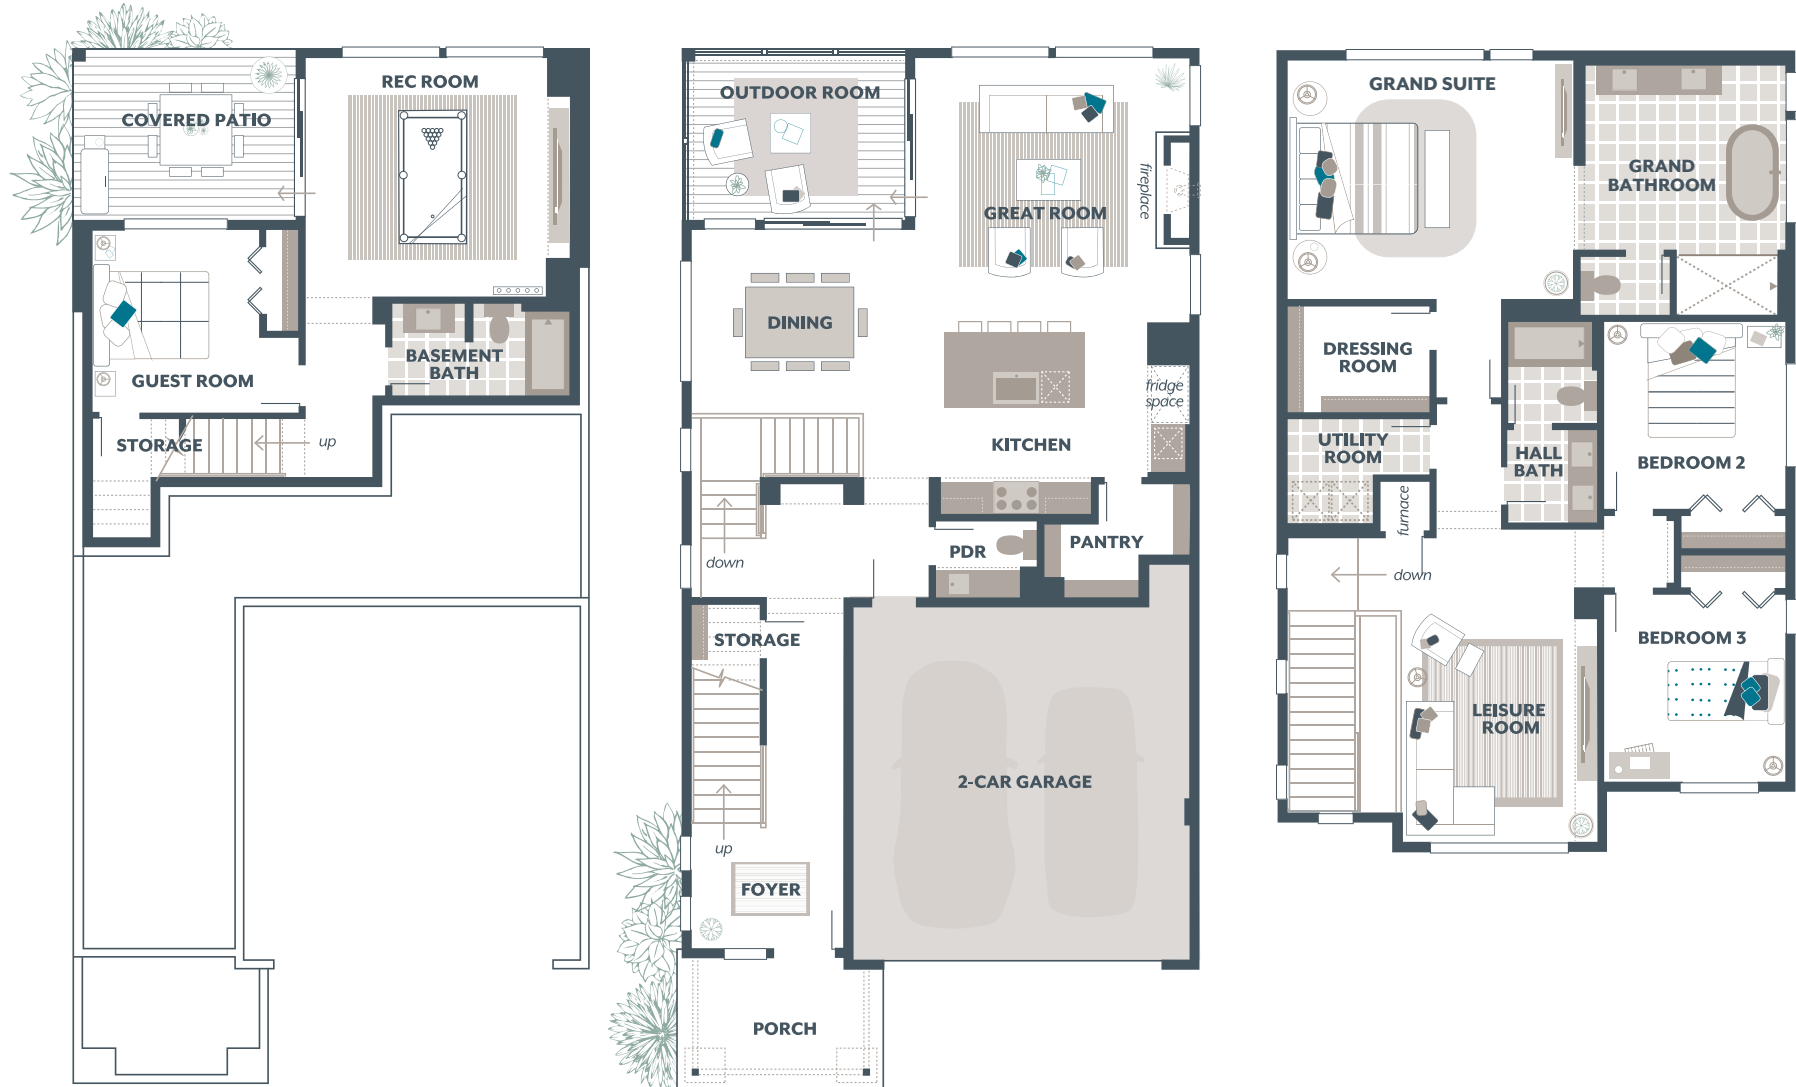 REC ROOM
COVERED PATIO
BASEMENT
BATH
GUEST ROOM
STORAGE
up
OUTDOOR ROOM
fireplace
GREAT ROOM
DINING
fridge
space
KITCHEN
PDR
PANTRY
down
STORAGE
2-CAR GARAGE
up
FOYER
PORCH
GRAND SUITE
GRAND
BATHROOM
DRESSING
ROOM
UTILITY
ROOM
HALL
BATH
BEDROOM 2
furnace
down
BEDROOM 3
LEISURE
ROOM